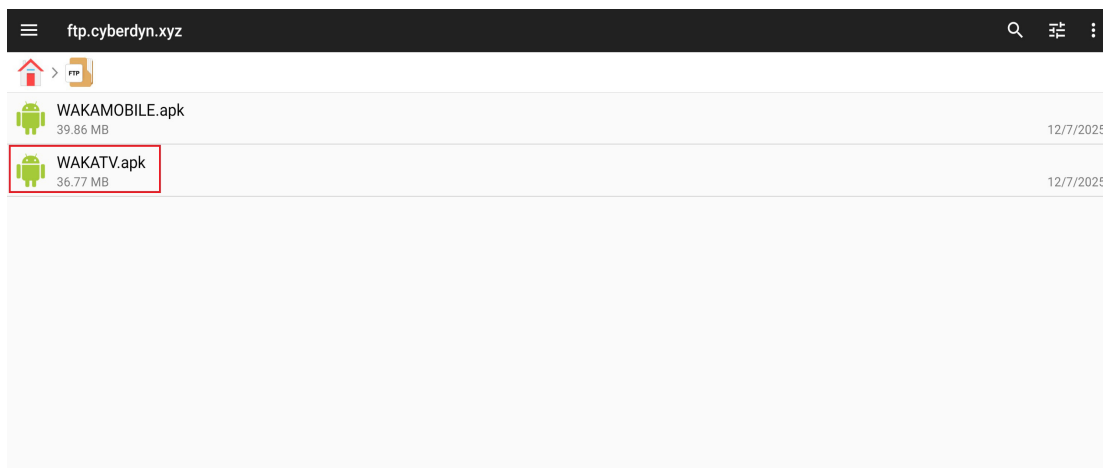 ftp.cyberdyn.xyz
FTP
WAKAMOBILE.apk
39.86 MB
12/7/2025
WAKATV.apk
36.77 MB
12/7/2025